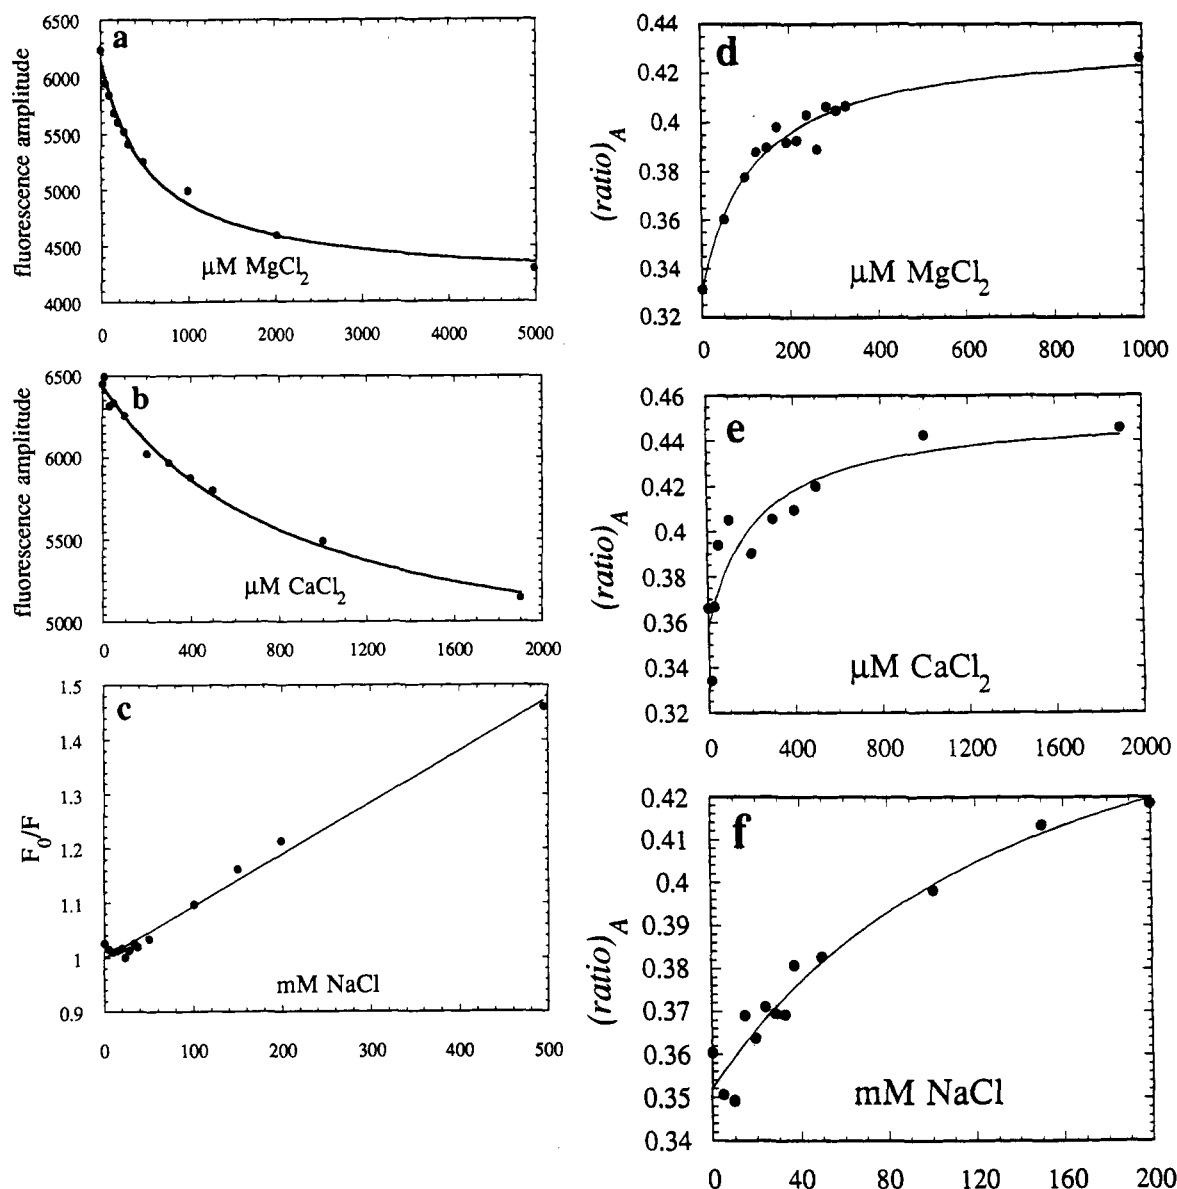 a
fluorescence amplitude
6500
6000
5500
5000
4500
4000
μM MgCl2
0 1000 2000 3000 4000 5000
b
fluorescence amplitude
6500
6000
5500
5000
μM CaCl2
0 400 800 1200 1600 2000
c
F0/F
1.5
1.4
1.3
1.2
1.1
1
0.9
mM NaCl
0 100 200 300 400 500
d
(ratio)A
0.44
0.42
0.4
0.38
0.36
0.34
0.32
μM MgCl2
0 200 400 600 800 1000
e
(ratio)A
0.46
0.44
0.42
0.4
0.38
0.36
0.34
0.32
μM CaCl2
0 400 800 1200 1600 2000
f
(ratio)A
0.42
0.41
0.4
0.39
0.38
0.37
0.36
0.35
0.34
mM NaCl
0 40 80 120 160 200